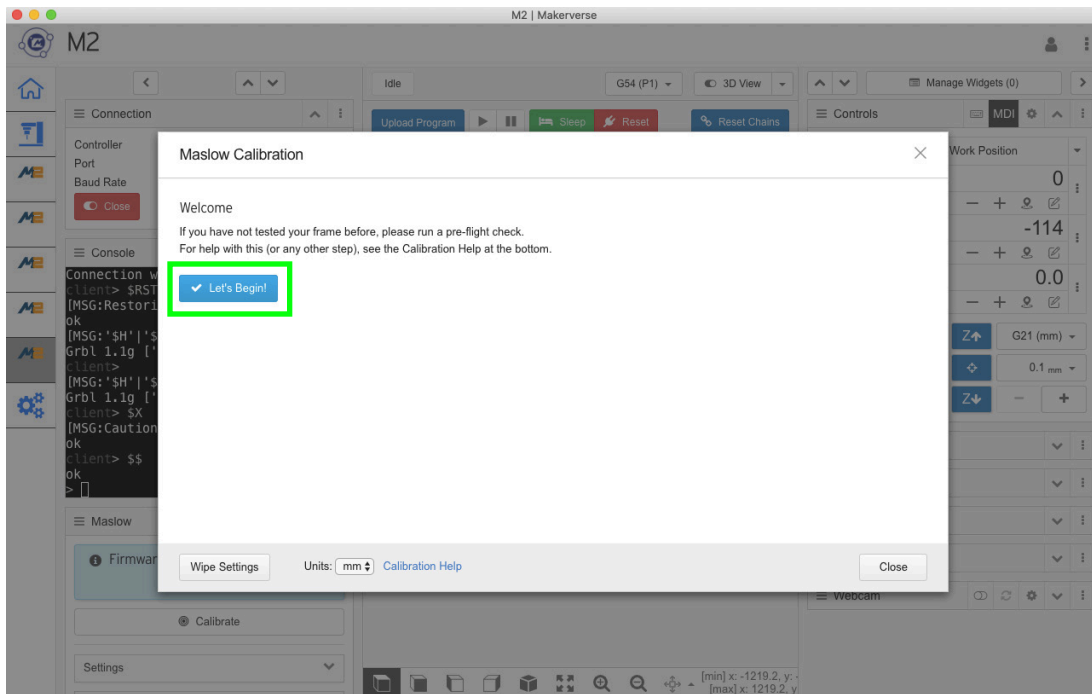 M2 | Makerverse
M2
Idle
G54 (P1)
3D View
Manage Widgets (0)
Connection
Upload Program
Sleep
Reset
Reset Chains
Controls
MDI
Controller
Port
Baud Rate
Close
Console
Connection w
client> $RST
[MSG:Restori
ok
[MSG:'$H'|'$
Grbl 1.1g ['
client>
[MSG:'$H'|'$
Grbl 1.1g ['
client> $X
[MSG:Caution
ok
client> $$
ok
>
Maslow
Firmwar
Calibrate
Settings
Maslow Calibration
Welcome
If you have not tested your frame before, please run a pre-flight check.
For help with this (or any other step), see the Calibration Help at the bottom.
Let's Begin!
Wipe Settings
Units: mm
Calibration Help
Close
Work Position
0
-114
0.0
Z
G21 (mm)
0.1 mm
Z
Webcam
[min] x: -1219.2, y: -
[max] x: 1219.2, y